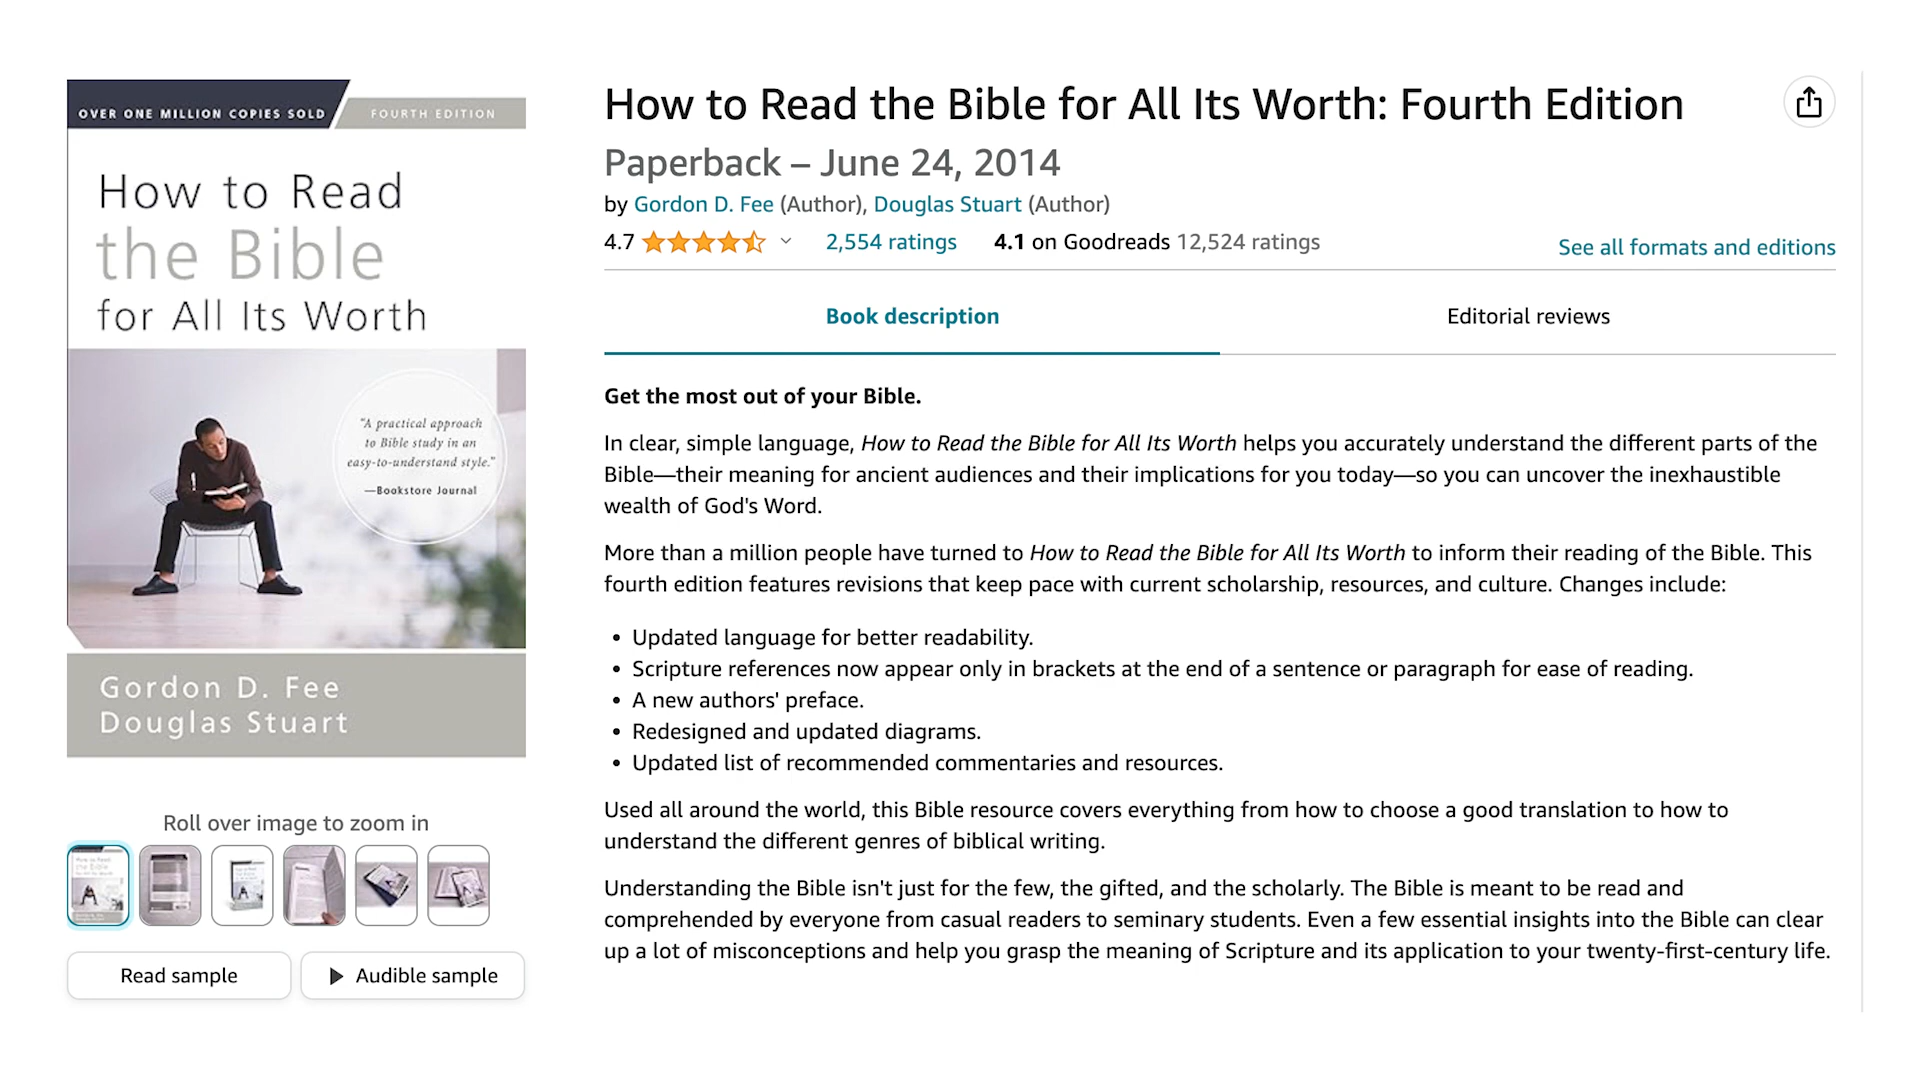 OVER ONE MILLION COPIES SOLD
FOURTH EDITION
How to Read
the Bible
for All Its Worth
"A practical approach
to Bible study in an
easy-to-understand style."
—Bookstore Journal
Gordon D. Fee
Douglas Stuart
Roll over image to zoom in
Read sample
Audible sample
How to Read the Bible for All Its Worth: Fourth Edition
Paperback – June 24, 2014
by Gordon D. Fee (Author), Douglas Stuart (Author)
4.7 2,554 ratings 4.1 on Goodreads 12,524 ratings
See all formats and editions
Book description
Editorial reviews
Get the most out of your Bible.
In clear, simple language, How to Read the Bible for All Its Worth helps you accurately understand the different parts of the
Bible—their meaning for ancient audiences and their implications for you today—so you can uncover the inexhaustible
wealth of God's Word.
More than a million people have turned to How to Read the Bible for All Its Worth to inform their reading of the Bible. This
fourth edition features revisions that keep pace with current scholarship, resources, and culture. Changes include:
• Updated language for better readability.
• Scripture references now appear only in brackets at the end of a sentence or paragraph for ease of reading.
• A new authors' preface.
• Redesigned and updated diagrams.
• Updated list of recommended commentaries and resources.
Used all around the world, this Bible resource covers everything from how to choose a good translation to how to
understand the different genres of biblical writing.
Understanding the Bible isn't just for the few, the gifted, and the scholarly. The Bible is meant to be read and
comprehended by everyone from casual readers to seminary students. Even a few essential insights into the Bible can clear
up a lot of misconceptions and help you grasp the meaning of Scripture and its application to your twenty-first-century life.